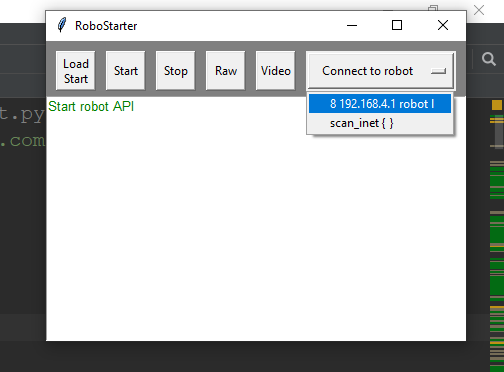 RoboStarter
Load Start
Start
Stop
Raw
Video
Connect to robot
Start robot API
8 192.168.4.1 robot I
scan_inet { }
t.py
.com